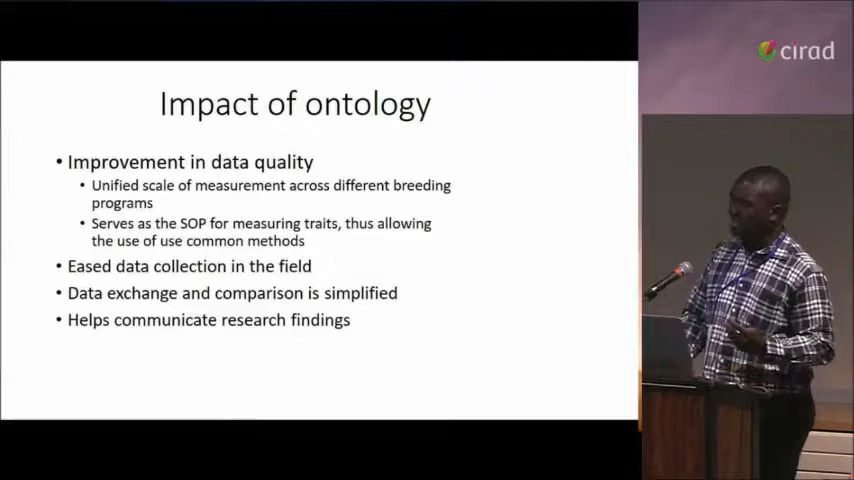 cirad
Impact of ontology
• Improvement in data quality
• Unified scale of measurement across different breeding
programs
• Serves as the SOP for measuring traits, thus allowing
the use of use common methods
• Eased data collection in the field
• Data exchange and comparison is simplified
• Helps communicate research findings